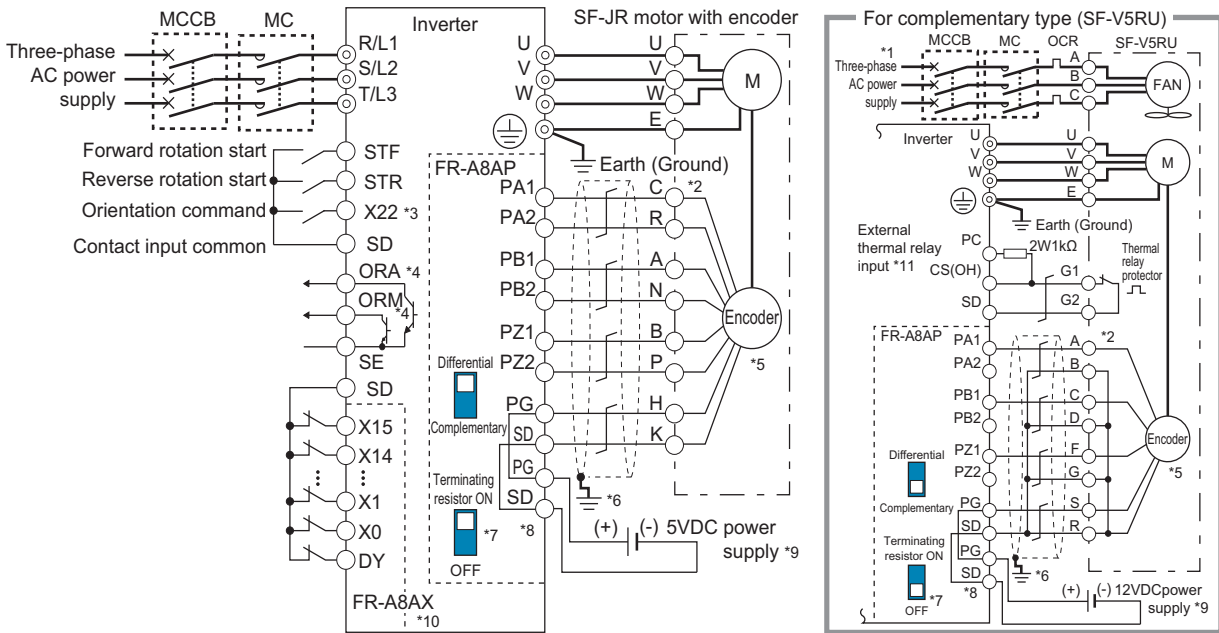 MCCB
MC
Three-phase
AC power
supply
R/L1
S/L2
T/L3
Inverter
SF-JR motor with encoder
U
V
W
U
V
W
E
M
Earth (Ground)
Forward rotation start
Reverse rotation start
Orientation command
Contact input common
STF
STR
X22 *3
SD
ORA *4
ORM
*4
SE
SD
X15
X14
X1
X0
DY
FR-A8AX
*10
FR-A8AP
PA1
PA2
PB1
PB2
PZ1
PZ2
PG
SD
PG
SD
Differential
Complementary
Terminating
resistor ON
*7
OFF
*8
C
*2
R
A
N
B
P
H
K
Encoder
*5
*6
(+)
(-)
5VDC power
supply *9
For complementary type (SF-V5RU)
*1
MCCB
MC
OCR
SF-V5RU
Three-phase
AC power
supply
A
B
C
FAN
Inverter
U
V
W
U
V
W
E
M
Earth (Ground)
External
thermal relay
input *11
PC
2W1kΩ
CS(OH)
SD
G1
G2
Thermal
relay
protector
FR-A8AP
PA1
PA2
PB1
PB2
PZ1
PZ2
PG
SD
PG
SD
Differential
Complementary
Terminating
resistor ON
*7
OFF
*8
A
*2
B
C
D
F
G
S
R
Encoder
*5
*6
(+)
(-)
12VDCpower
supply *9